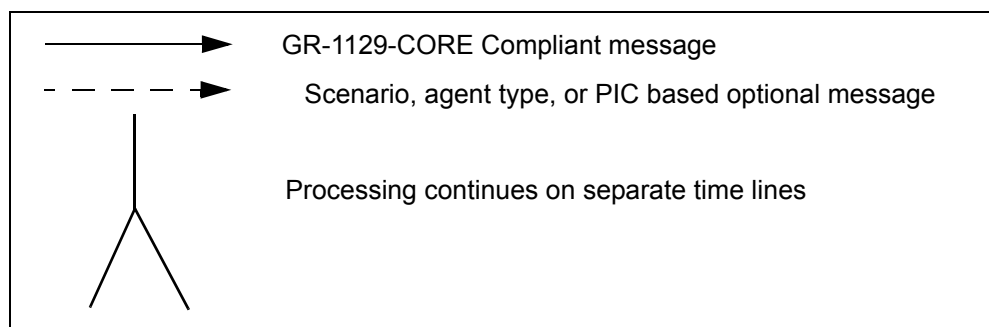 GR-1129-CORE Compliant message
Scenario, agent type, or PIC based optional message
Processing continues on separate time lines